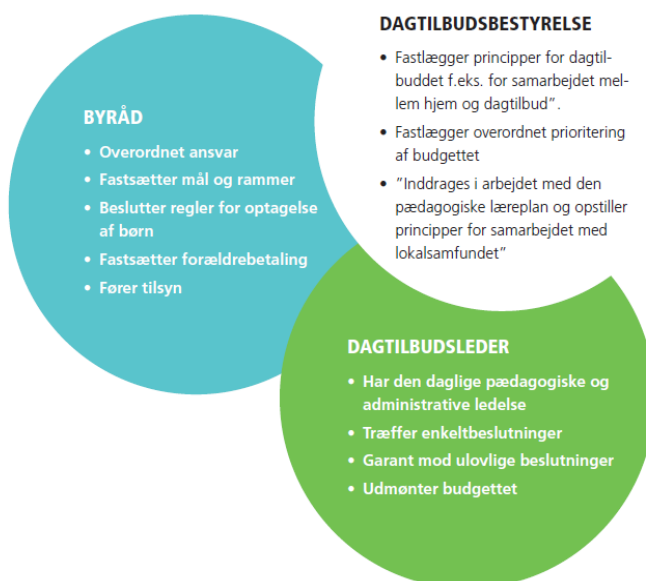 DAGTILBUDSBESTYRELSE
• Fastlægger principper for dagtil-
buddet f.eks. for samarbejdet mel-
lem hjem og dagtilbud”.
• Fastlægger overordnet prioritering
af budgettet
• ”Inddrages i arbejdet med den
pædagogiske læreplan og opstiller
principper for samarbejdet med
lokalsamfundet”
BYRÅD
• Overordnet ansvar
• Fastsætter mål og rammer
• Beslutter regler for optagelse
af børn
• Fastsætter forældrebetaling
• Fører tilsyn
DAGTILBUDSLEDER
• Har den daglige pædagogiske og
administrative ledelse
• Træffer enkeltbeslutninger
• Garant mod ulovlige beslutninger
• Udmønter budgettet